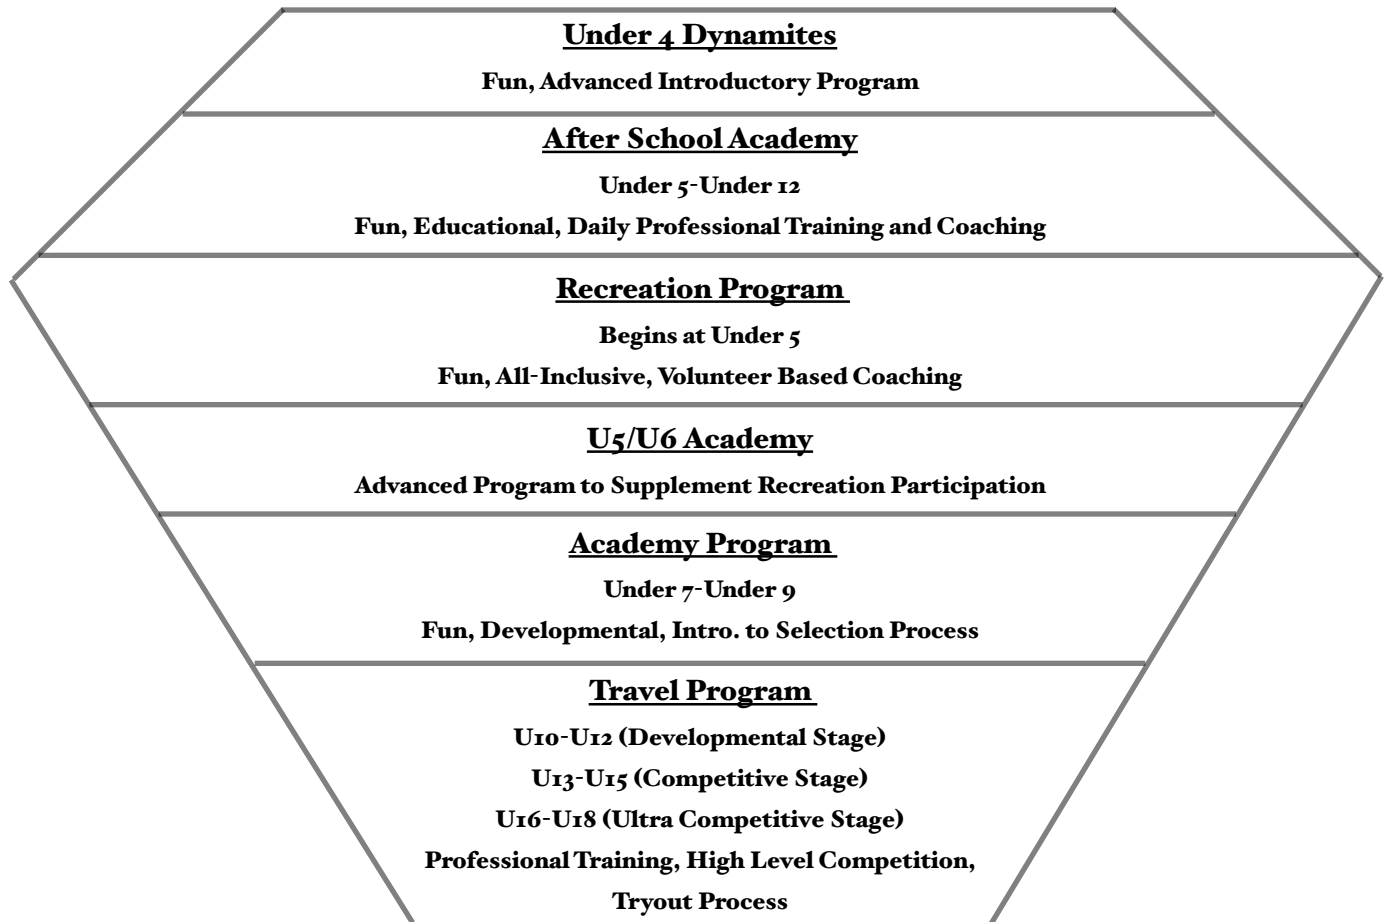 Under 4 Dynamites
Fun, Advanced Introductory Program
After School Academy
Under 5-Under 12
Fun, Educational, Daily Professional Training and Coaching
Recreation Program
Begins at Under 5
Fun, All-Inclusive, Volunteer Based Coaching
U5/U6 Academy
Advanced Program to Supplement Recreation Participation
Academy Program
Under 7-Under 9
Fun, Developmental, Intro. to Selection Process
Travel Program
U10-U12 (Developmental Stage)
U13-U15 (Competitive Stage)
U16-U18 (Ultra Competitive Stage)
Professional Training, High Level Competition,
Tryout Process